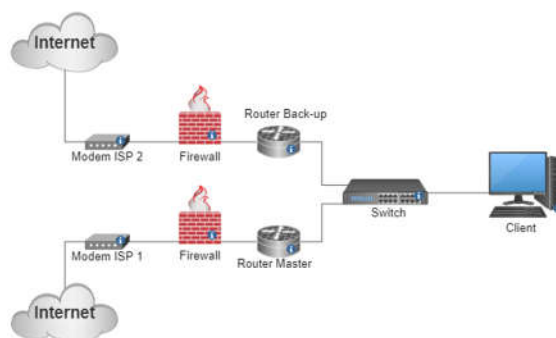 Internet
Router Back-up
Modem ISP 2
Firewall
Switch
Client
Modem ISP 1
Firewall
Router Master
Internet